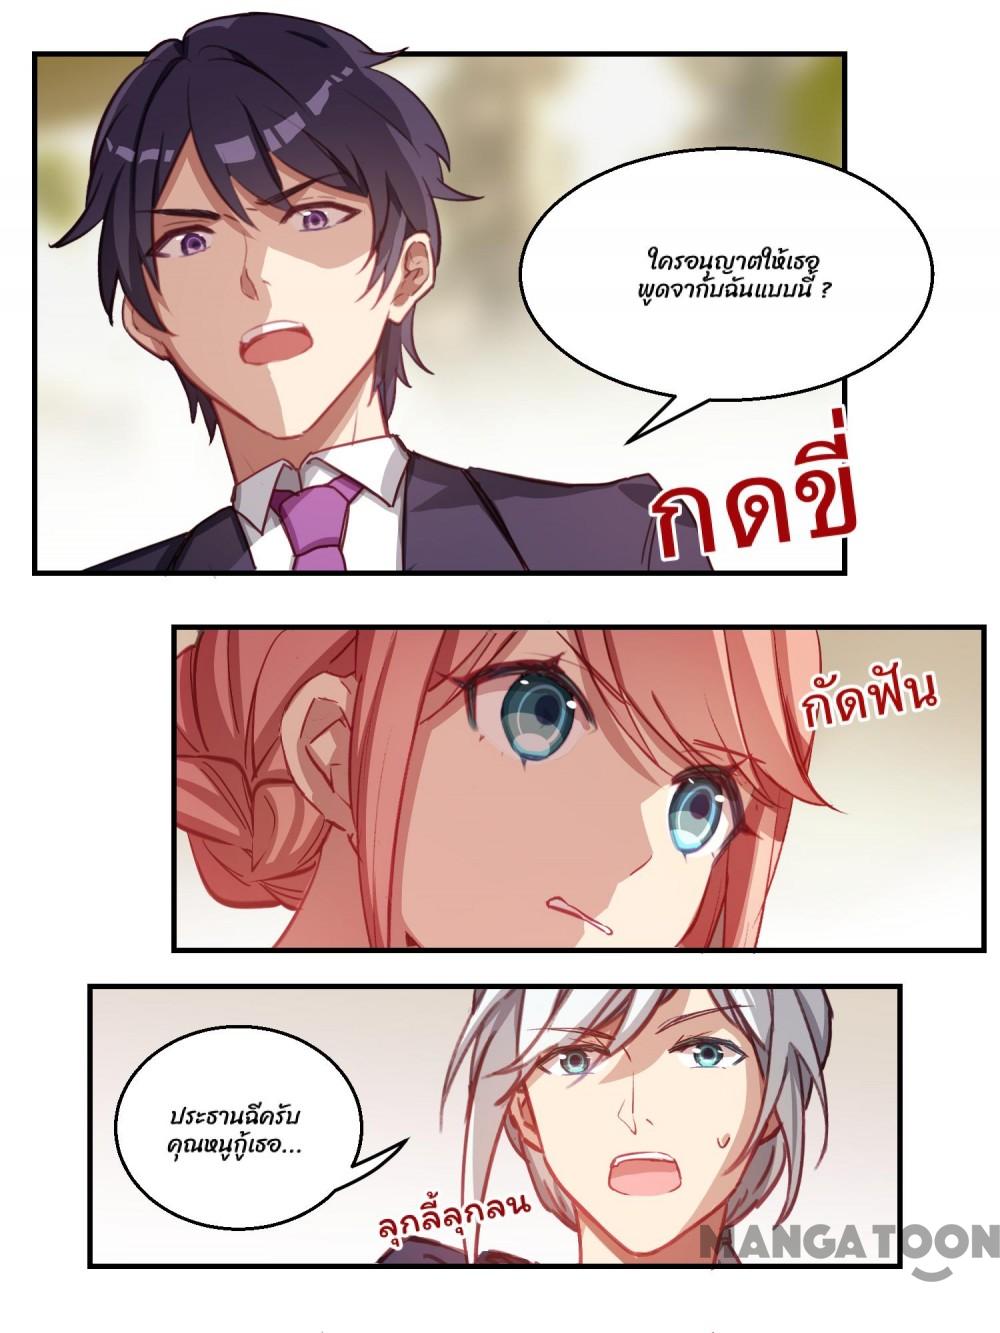 ใครอนุญาตให้เธอ
พูดจากับฉันแบบนี้ ?
กดขี่
กัดฟัน
ประธานฉีครับ
คุณหนูกู้เธอ...
ลุกลี้ลุกลน
MANGATOON